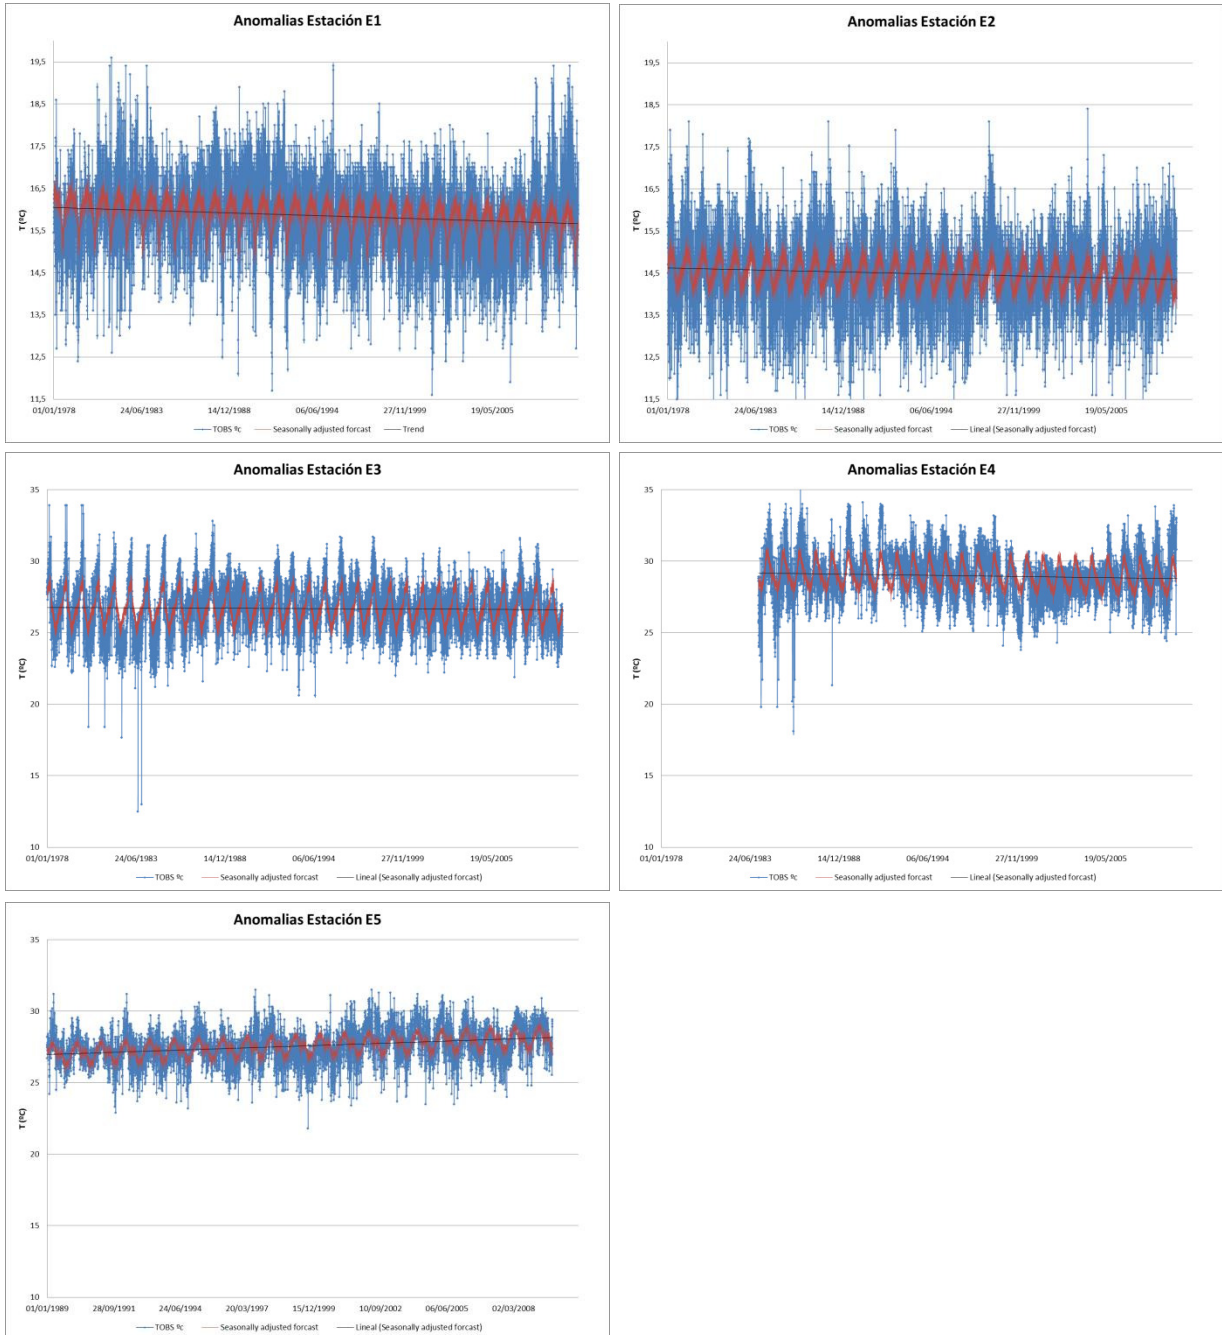 Anomalias Estación E1
T (ºC)
19,5
18,5
17,5
16,5
15,5
14,5
13,5
12,5
11,5
01/01/1978 24/06/1983 14/12/1988 06/06/1994 27/11/1999 19/05/2005
TOBS ºc Seasonally adjusted forcast Trend
Anomalias Estación E2
T (ºC)
19,5
18,5
17,5
16,5
15,5
14,5
13,5
12,5
11,5
01/01/1978 24/06/1983 14/12/1988 06/06/1994 27/11/1999 19/05/2005
TOBS ºc Seasonally adjusted forcast Lineal (Seasonally adjusted forcast)
Anomalias Estación E3
T (ºC)
35
30
25
20
15
10
01/01/1978 24/06/1983 14/12/1988 06/06/1994 27/11/1999 19/05/2005
TOBS ºc Seasonally adjusted forcast Lineal (Seasonally adjusted forcast)
Anomalias Estación E4
T (ºC)
35
30
25
20
15
10
01/01/1978 24/06/1983 14/12/1988 06/06/1994 27/11/1999 19/05/2005
TOBS ºc Seasonally adjusted forcast Lineal (Seasonally adjusted forcast)
Anomalias Estación E5
T (ºC)
35
30
25
20
15
10
01/01/1989 28/09/1991 24/06/1994 20/03/1997 15/12/1999 10/09/2002 06/06/2005 02/03/2008
TOBS ºc Seasonally adjusted forcast Lineal (Seasonally adjusted forcast)